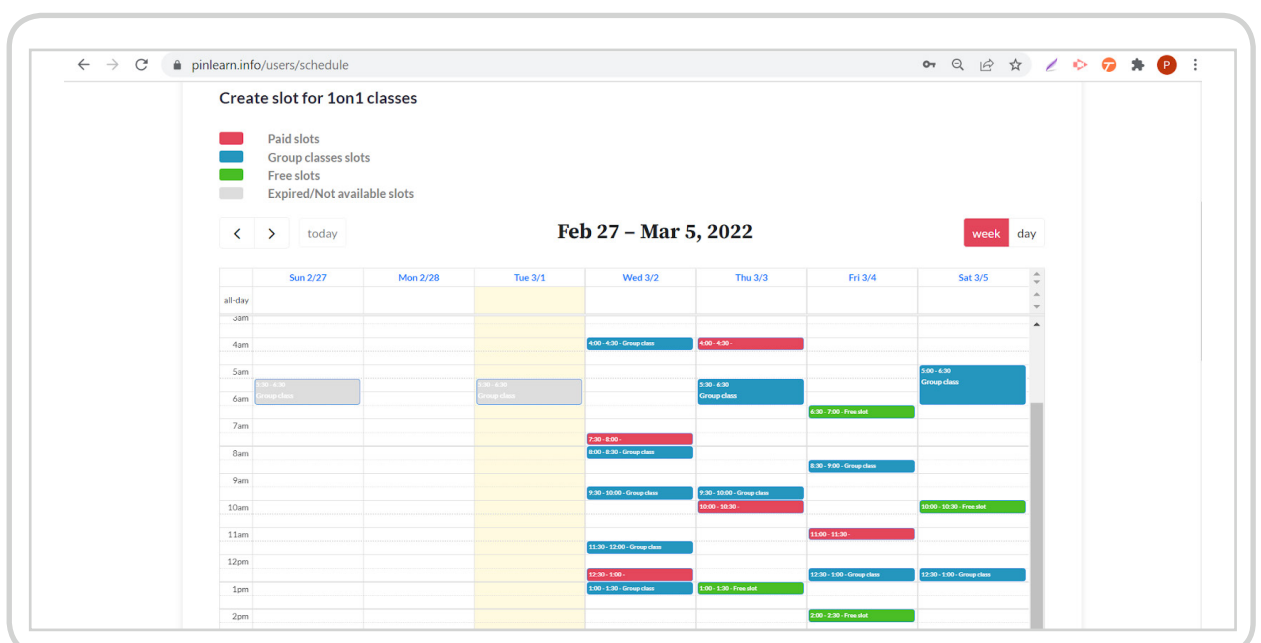 pinlearn.info/users/schedule
P
Create slot for 1on1 classes
Paid slots
Group classes slots
Free slots
Expired/Not available slots
today
Feb 27 – Mar 5, 2022
week day
Sun 2/27 Mon 2/28 Tue 3/1 Wed 3/2 Thu 3/3 Fri 3/4 Sat 3/5
all-day
3am
4am 4:00 - 4:30 - Group class 4:00 - 4:30 -
5am 5:00 - 6:30
Group class
5:30 - 6:30 5:30 - 6:30 5:30 - 6:30
Group class Group class Group class
6am
6:30 - 7:00 - Free slot
7am
7:30 - 8:00 -
8am 8:00 - 8:30 - Group class
8:30 - 9:00 - Group class
9am
9:30 - 10:00 - Group class 9:30 - 10:00 - Group class
10am 10:00 - 10:30 - 10:00 - 10:30 - Free slot
11am 11:00 - 11:30 -
11:30 - 12:00 - Group class
12pm
12:30 - 1:00 - 12:30 - 1:00 - Group class 12:30 - 1:00 - Group class
1pm 1:00 - 1:30 - Group class 1:00 - 1:30 - Free slot
2pm 2:00 - 2:30 - Free slot